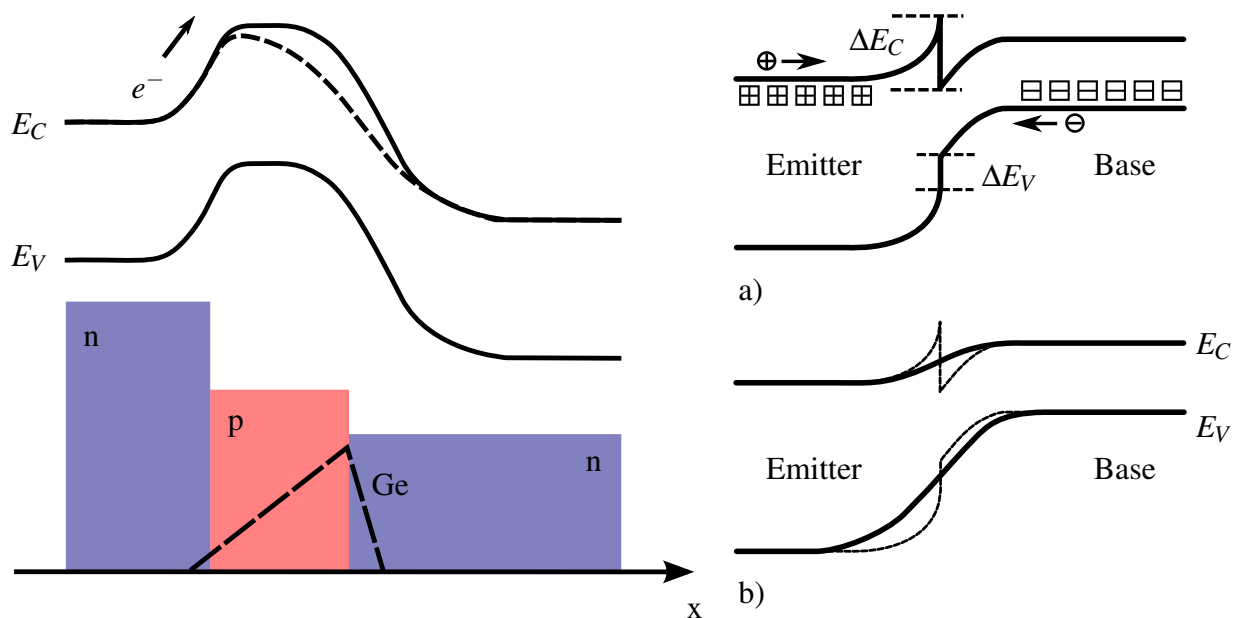 e⁻
E_C
E_V
n
p
n
Ge
x
ΔE_C
⊕
⊞ ⊞ ⊞ ⊞ ⊞
⊟ ⊟ ⊟ ⊟ ⊟ ⊟
⊖
Emitter
ΔE_V
Base
a)
E_C
E_V
Emitter
Base
b)